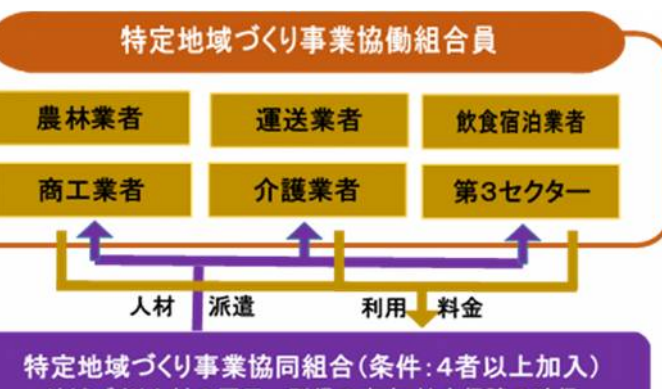 特定地域づくり事業協働組合員
農林業者 運送業者 飲食宿泊業者
商工業者 介護業者 第3セクター
人材 派遣 利用 料金
特定地域づくり事業協同組合(条件:4者以上加入)